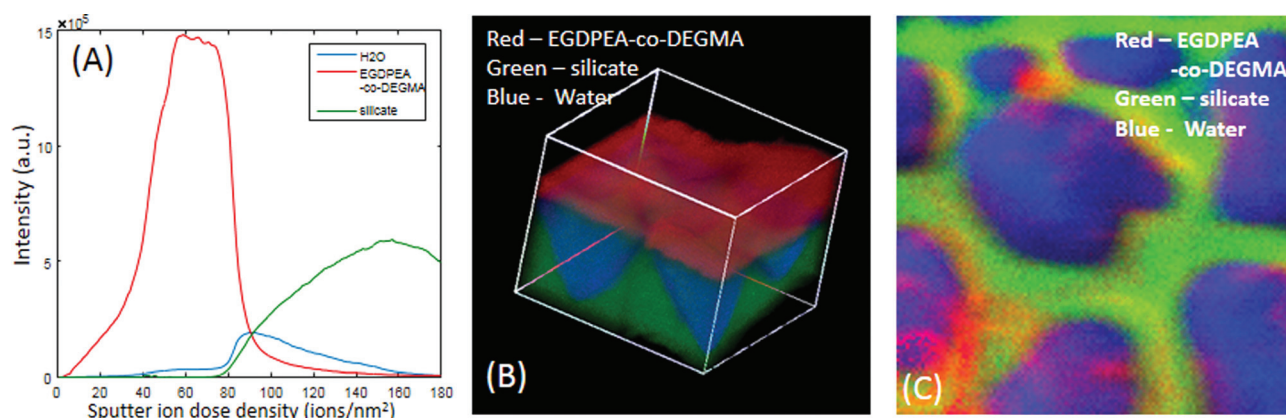 (A)
×10⁵
15
10
5
0
Intensity (a.u.)
H2O
EGDPEA
-co-DEGMA
silicate
0 20 40 60 80 100 120 140 160 180
Sputter ion dose density (ions/nm²)
Red – EGDPEA-co-DEGMA
Green – silicate
Blue - Water
(B)
Red – EGDPEA
-co-DEGMA
Green – silicate
Blue - Water
(C)